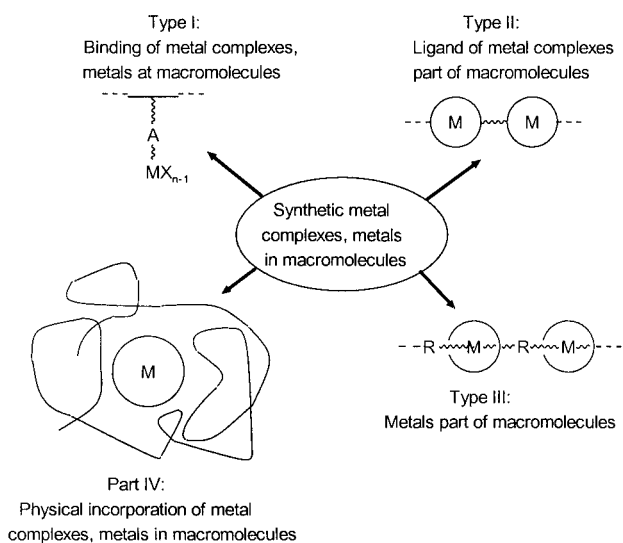 Type I:
Binding of metal complexes,
metals at macromolecules
A
MXn-1
Type II:
Ligand of metal complexes
part of macromolecules
M M
Synthetic metal
complexes, metals
in macromolecules
M
Part IV:
Physical incorporation of metal
complexes, metals in macromolecules
R M R M
Type III:
Metals part of macromolecules